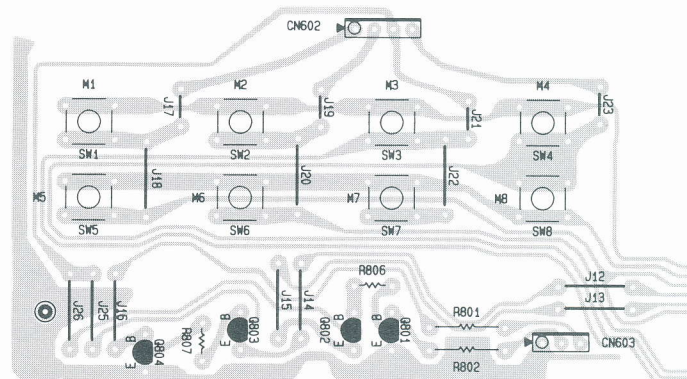 CN602
M1
M2
M3
M4
J17
J19
J21
J23
SW1
SW2
SW3
SW4
J18
J20
J22
M5
M6
M7
M8
SW5
SW6
SW7
SW8
R806
J12
J26
J25
J16
J15
J14
J13
R801
B
E
Q804
R807
B
E
Q803
B
E
Q802
B
E
Q801
R802
CN603